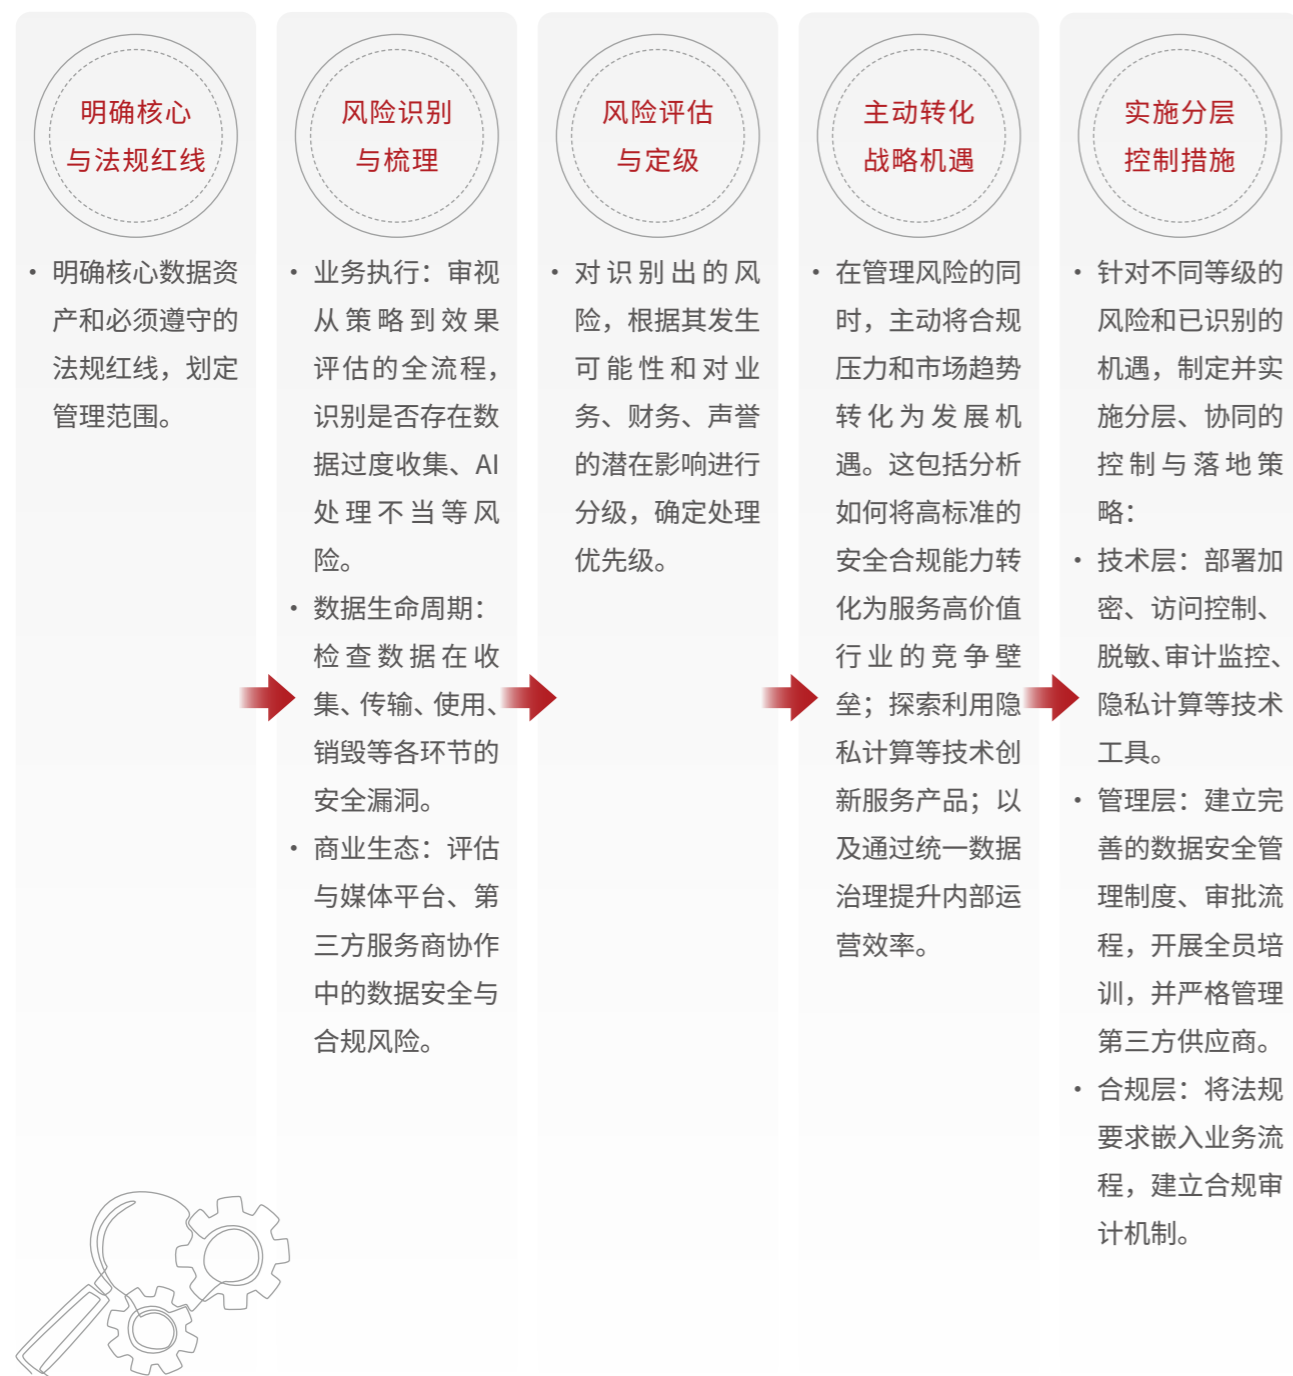 明确核心
与法规红线
• 明确核心数据资
产和必须遵守的
法规红线，划定
管理范围。
风险识别
与梳理
• 业务执行：审视
从策略到效果
评估的全流程，
识别是否存在数
据过度收集、AI
处理不当等风
险。
• 数据生命周期：
检查数据在收
集、传输、使用、
销毁等各环节的
安全漏洞。
• 商业生态：评估
与媒体平台、第
三方服务商协作
中的数据安全与
合规风险。
风险评估
与定级
• 对识别出的风
险，根据其发生
可能性和对业
务、财务、声誉
的潜在影响进行
分级，确定处理
优先级。
主动转化
战略机遇
• 在管理风险的同
时，主动将合规
压力和市场趋势
转化为发展机
遇。这包括分析
如何将高标准的
安全合规能力转
化为服务高价值
行业的竞争壁
垒；探索利用隐
私计算等技术创
新服务产品；以
及通过统一数据
治理提升内部运
营效率。
实施分层
控制措施
• 针对不同等级的
风险和已识别的
机遇，制定并实
施分层、协同的
控制与落地策
略：
• 技术层：部署加
密、访问控制、
脱敏、审计监控、
隐私计算等技术
工具。
• 管理层：建立完
善的数据安全管
理制度、审批流
程，开展全员培
训，并严格管理
第三方供应商。
• 合规层：将法规
要求嵌入业务流
程，建立合规审
计机制。